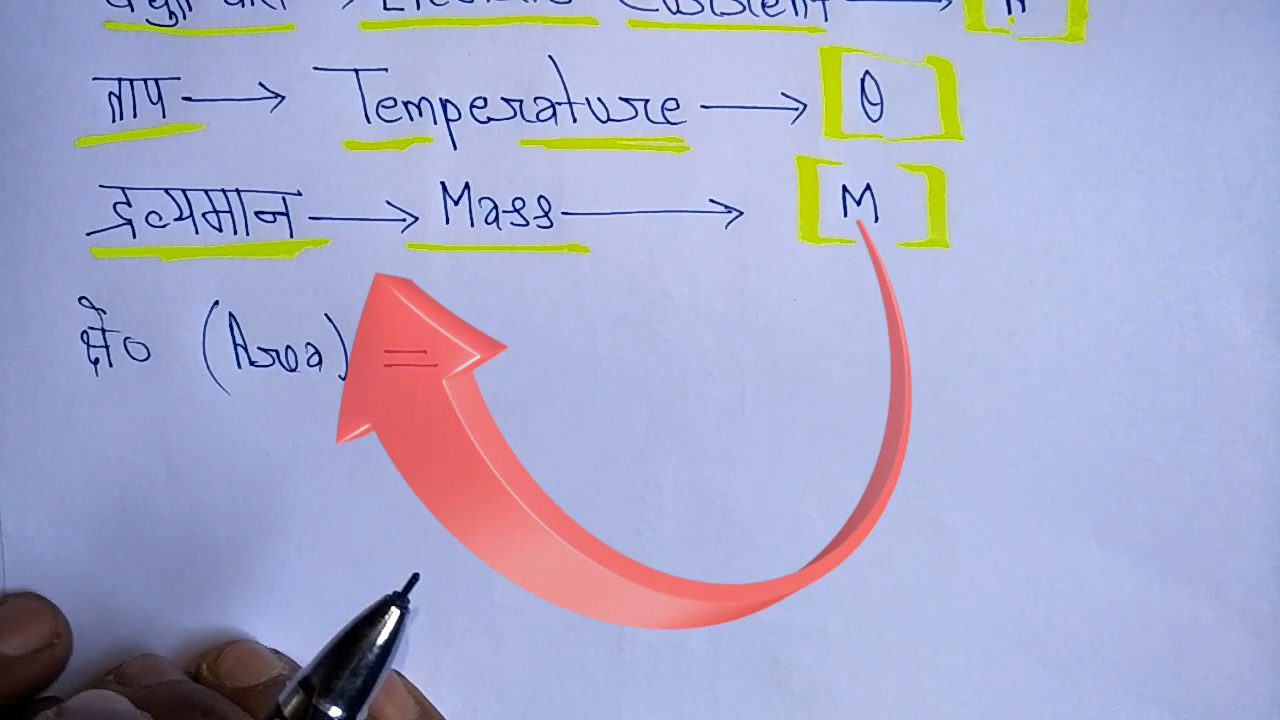 ताप → Temperature → [θ]
द्रव्यमान → Mass → [M]
क्षे० (Area) =